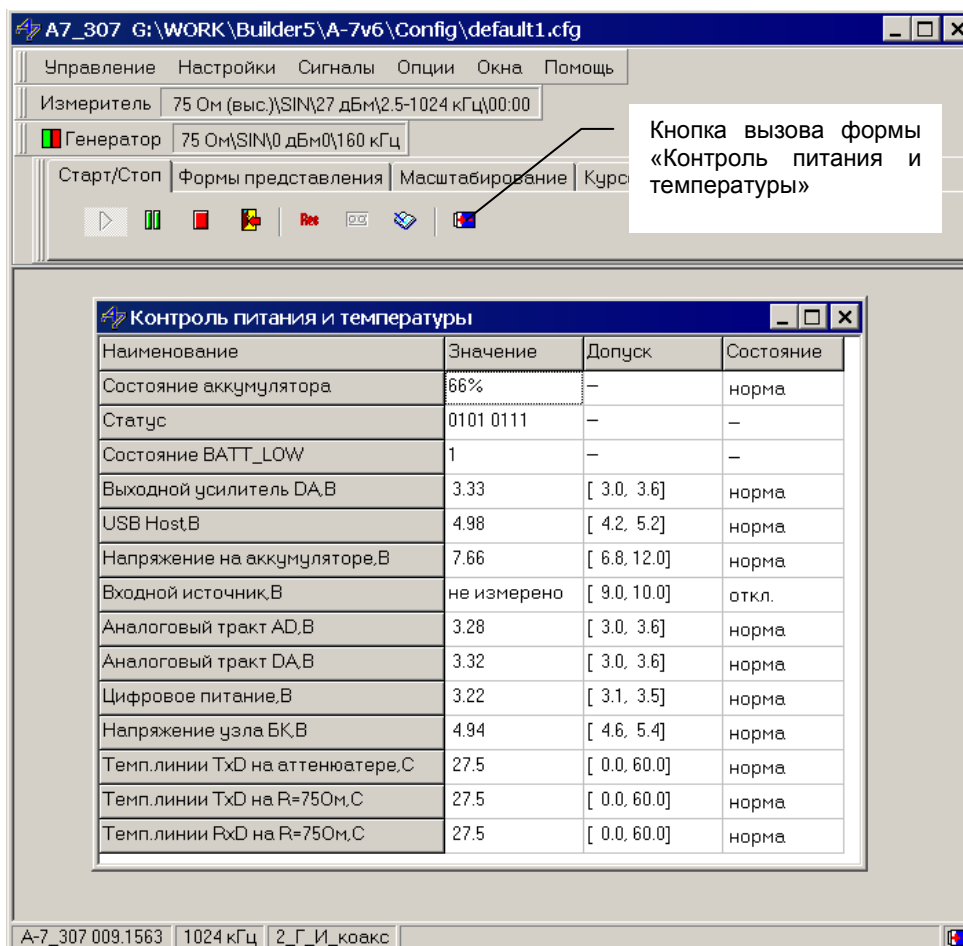 A7_307 G:\WORK\Builder5\A-7v6\Config\default1.cfg
Управление Настройки Сигналы Опции Окна Помощь
Измеритель 75 Ом (выс.)\SIN\27 дБм\2.5-1024 кГц\00:00
Генератор 75 Ом\SIN\0 дБм0\160 кГц
Старт/Стоп Формы представления Масштабирование Курс
Кнопка вызова формы
«Контроль питания и
температуры»
Res
Контроль питания и температуры
Наименование Значение Допуск Состояние
Состояние аккумулятора 66% – норма
Статус 0101 0111 – –
Состояние BATT_LOW 1 – –
Выходной усилитель DA,В 3.33 [ 3.0, 3.6] норма
USB Host,В 4.98 [ 4.2, 5.2] норма
Напряжение на аккумуляторе,В 7.66 [ 6.8, 12.0] норма
Входной источник,В не измерено [ 9.0, 10.0] откл.
Аналоговый тракт AD,В 3.28 [ 3.0, 3.6] норма
Аналоговый тракт DA,В 3.32 [ 3.0, 3.6] норма
Цифровое питание,В 3.22 [ 3.1, 3.5] норма
Напряжение узла БК,В 4.94 [ 4.6, 5.4] норма
Темп.линии TxD на аттенюатере,С 27.5 [ 0.0, 60.0] норма
Темп.линии TxD на R=75Ом,С 27.5 [ 0.0, 60.0] норма
Темп.линии RxD на R=75Ом,С 27.5 [ 0.0, 60.0] норма
A-7_307 009.1563 1024 кГц 2_Г_И_коакс